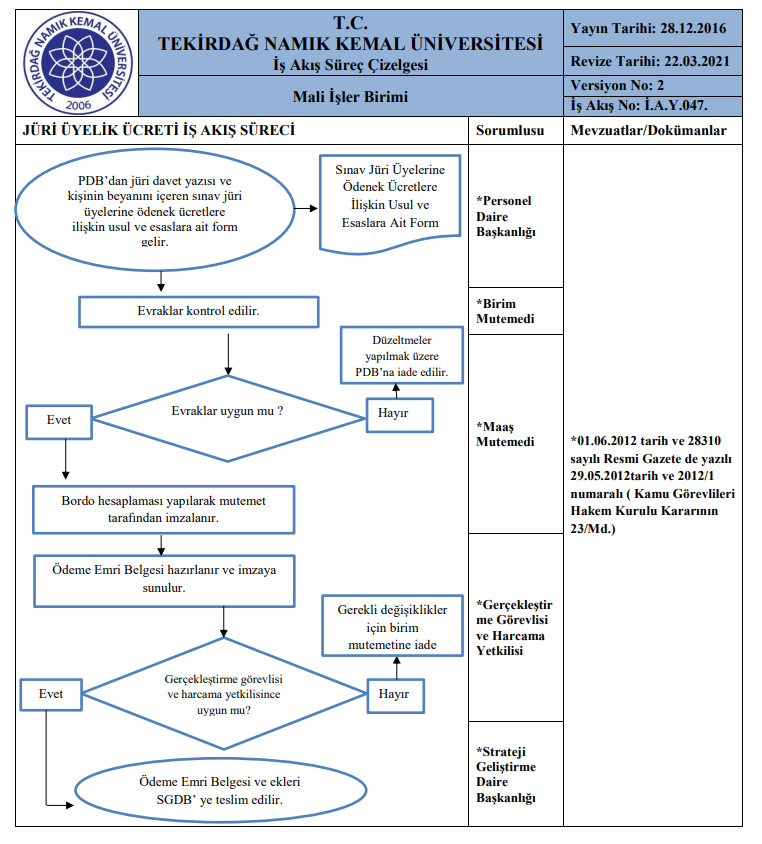 TEKİRDAĞ NAMIK KEMAL ÜNİVERSİTESİ
2006
T.C.
TEKİRDAĞ NAMIK KEMAL ÜNİVERSİTESİ
İş Akış Süreç Çizelgesi
Mali İşler Birimi
Yayın Tarihi: 28.12.2016
Revize Tarihi: 22.03.2021
Versiyon No: 2
İş Akış No: İ.A.Y.047.
JÜRİ ÜYELİK ÜCRETİ İŞ AKIŞ SÜRECİ
Sorumlusu
Mevzuatlar/Dokümanlar
PDB’dan jüri davet yazısı ve
kişinin beyanını içeren sınav jüri
üyelerine ödenek ücretlere
ilişkin usul ve esaslara ait form
gelir.
Sınav Jüri Üyelerine
Ödenek Ücretlere
İlişkin Usul ve
Esaslara Ait Form
*Personel
Daire
Başkanlığı
Evraklar kontrol edilir.
*Birim
Mutemedi
Düzeltmeler
yapılmak üzere
PDB’na iade edilir.
Evet
Evraklar uygun mu ?
Hayır
*Maaş
Mutemedi
*01.06.2012 tarih ve 28310
sayılı Resmi Gazete de yazılı
29.05.2012tarih ve 2012/1
numaralı ( Kamu Görevlileri
Hakem Kurulu Kararının
23/Md.)
Bordo hesaplaması yapılarak mutemet
tarafından imzalanır.
Ödeme Emri Belgesi hazırlanır ve imzaya
sunulur.
Gerekli değişiklikler
için birim
mutemetine iade
*Gerçekleştir
me Görevlisi
ve Harcama
Yetkilisi
Evet
Gerçekleştirme görevlisi
ve harcama yetkilisince
uygun mu?
Hayır
*Strateji
Geliştirme
Daire
Başkanlığı
Ödeme Emri Belgesi ve ekleri
SGDB’ ye teslim edilir.